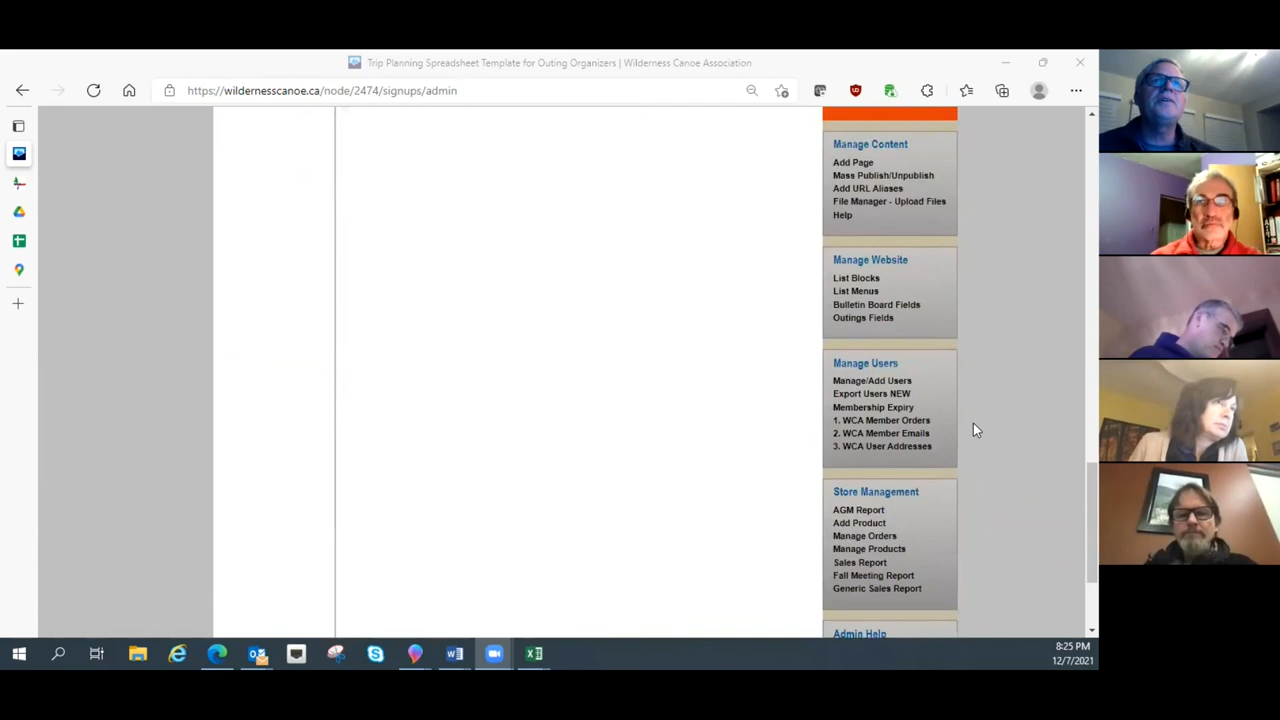 Trip Planning Spreadsheet Template for Outing Organizers | Wilderness Canoe Association
https://wildernesscanoe.ca/node/2474/signups/admin
Manage Content
Add Page
Mass Publish/Unpublish
Add URL Aliases
File Manager - Upload Files
Help
Manage Website
List Blocks
List Menus
Bulletin Board Fields
Outings Fields
Manage Users
Manage/Add Users
Export Users NEW
Membership Expiry
1. WCA Member Orders
2. WCA Member Emails
3. WCA User Addresses
Store Management
AGM Report
Add Product
Manage Orders
Manage Products
Sales Report
Fall Meeting Report
Generic Sales Report
Admin Help
8:25 PM
12/7/2021